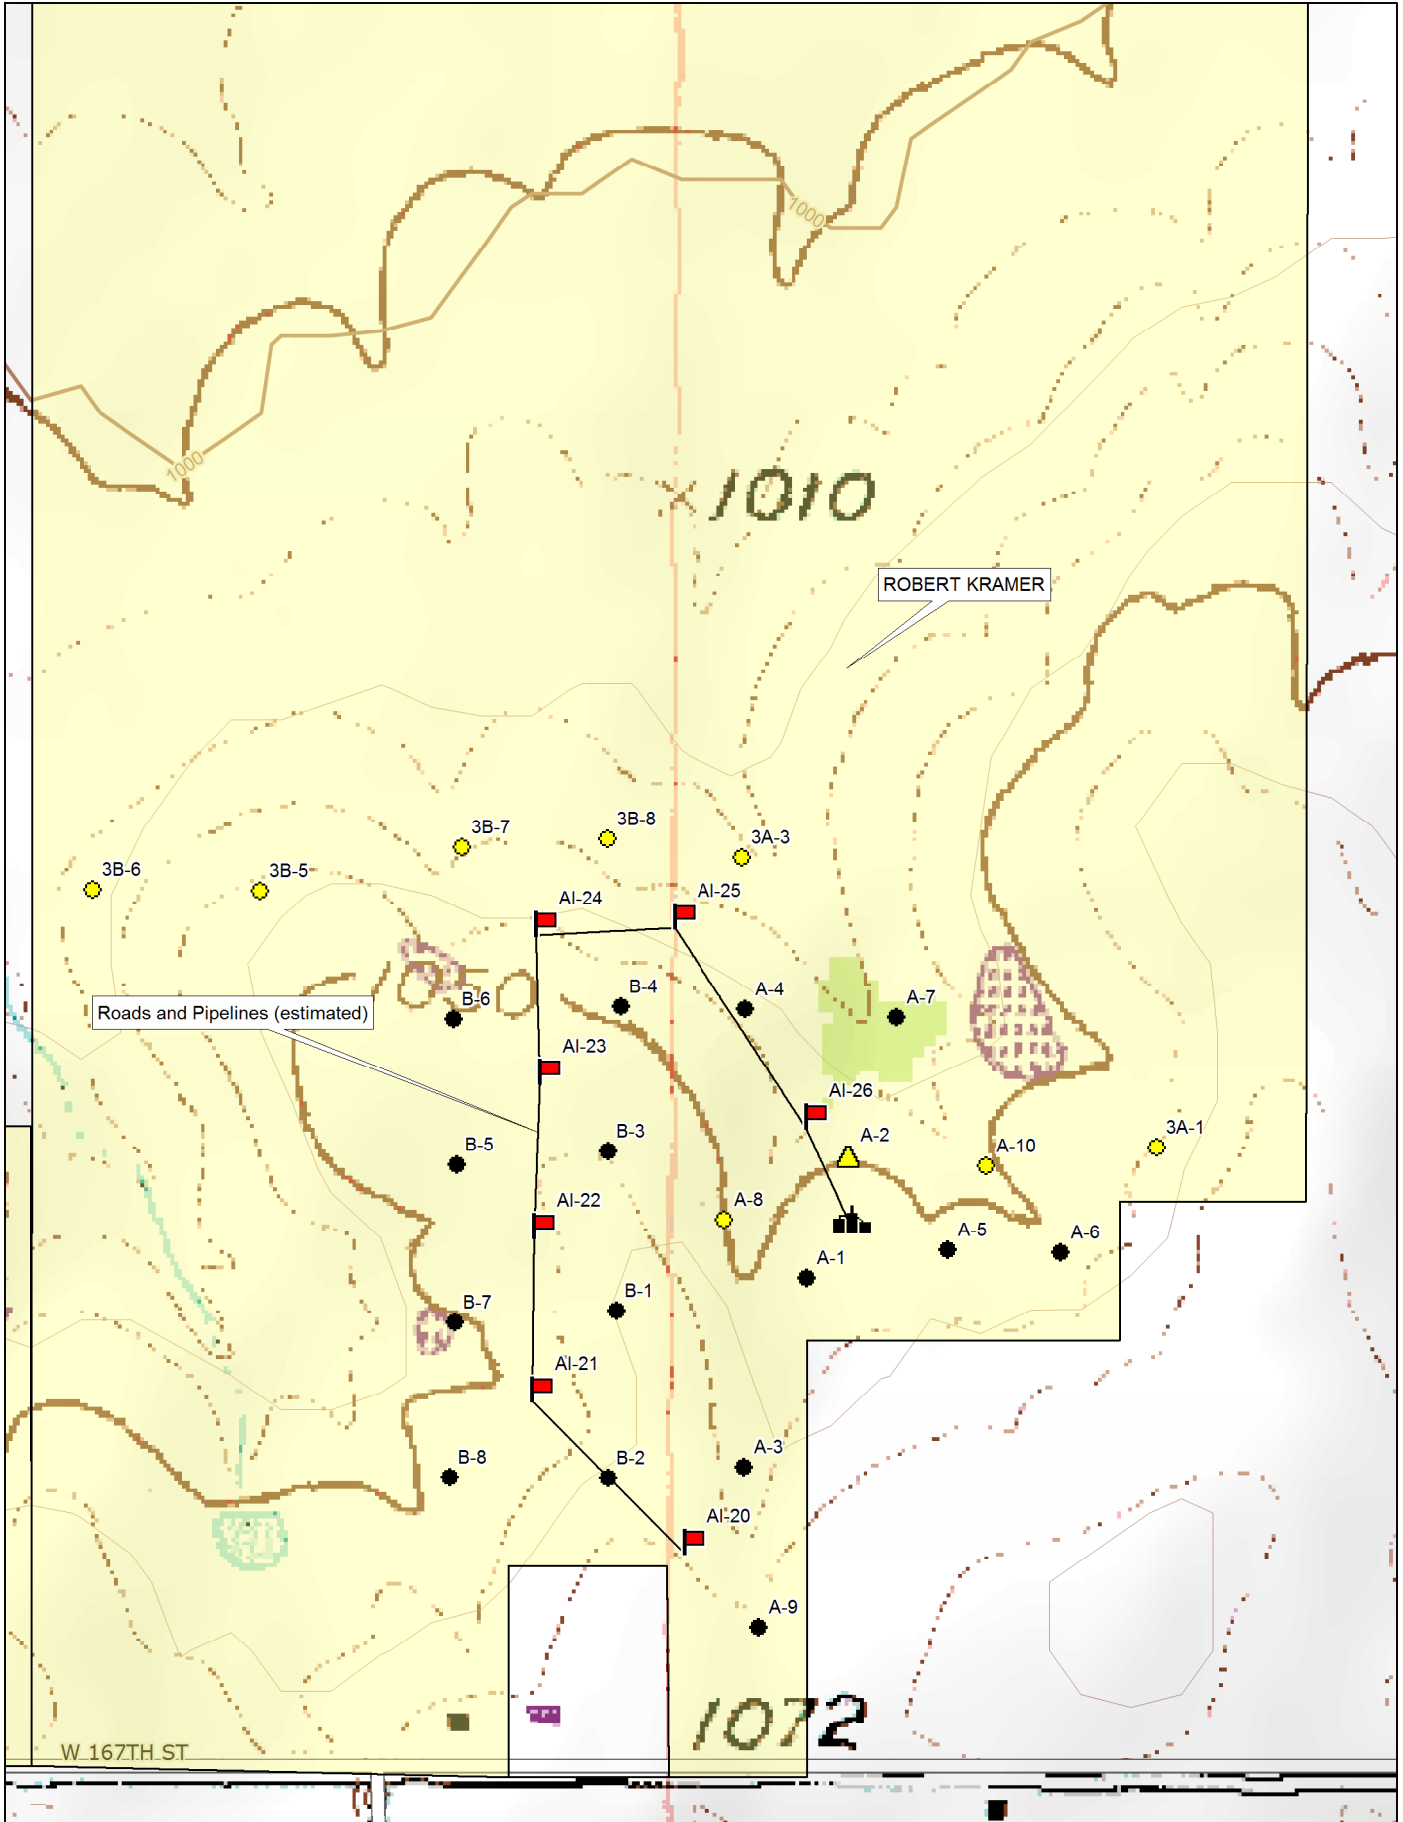 1000
1000
1010
ROBERT KRAMER
3B-7
3B-8
3A-3
3B-6
3B-5
AI-24
AI-25
B-6
B-4
A-4
A-7
Roads and Pipelines (estimated)
AI-23
AI-26
B-5
B-3
A-2
A-10
3A-1
AI-22
A-8
A-5
A-6
A-1
B-7
B-1
AI-21
B-8
B-2
A-3
AI-20
A-9
1072
W 167TH ST